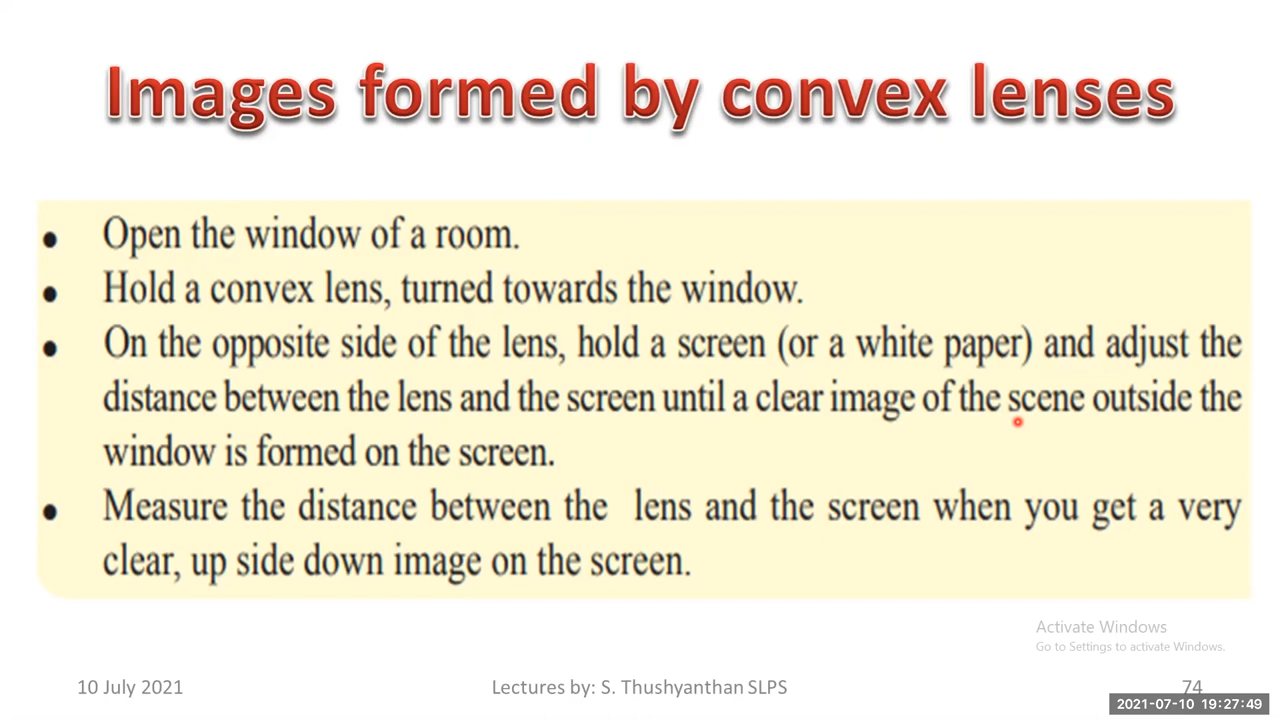 Images formed by convex lenses
• Open the window of a room.
• Hold a convex lens, turned towards the window.
• On the opposite side of the lens, hold a screen (or a white paper) and adjust the
distance between the lens and the screen until a clear image of the scene outside the
window is formed on the screen.
• Measure the distance between the lens and the screen when you get a very
clear, up side down image on the screen.
Activate Windows
Go to Settings to activate Windows.
10 July 2021 Lectures by: S. Thushyanthan SLPS 74
2021-07-10 19:27:49